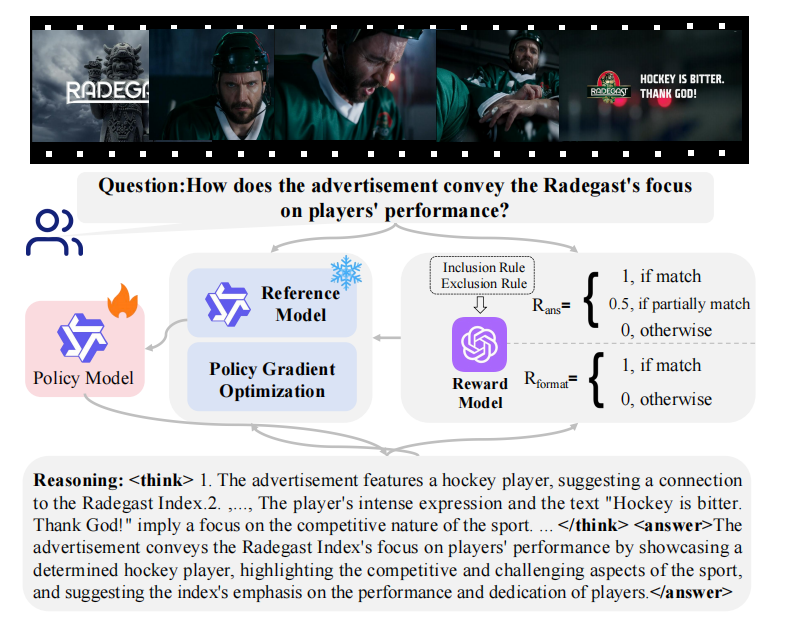 RADEGA
RADEGAST
HOCKEY IS BITTER.
THANK GOD!
Question:How does the advertisement convey the Radegast's focus
on players' performance?
Inclusion Rule
Exclusion Rule
Reference
Model
Policy Gradient
Optimization
Policy Model
Reward
Model
R_ans= {
1, if match
0.5, if partially match
0, otherwise
R_format= {
1, if match
0, otherwise
Reasoning: <think> 1. The advertisement features a hockey player, suggesting a connection
to the Radegast Index.2. ,..., The player's intense expression and the text "Hockey is bitter.
Thank God!" imply a focus on the competitive nature of the sport. ... </think> <answer>The
advertisement conveys the Radegast Index's focus on players' performance by showcasing a
determined hockey player, highlighting the competitive and challenging aspects of the sport,
and suggesting the index's emphasis on the performance and dedication of players.</answer>